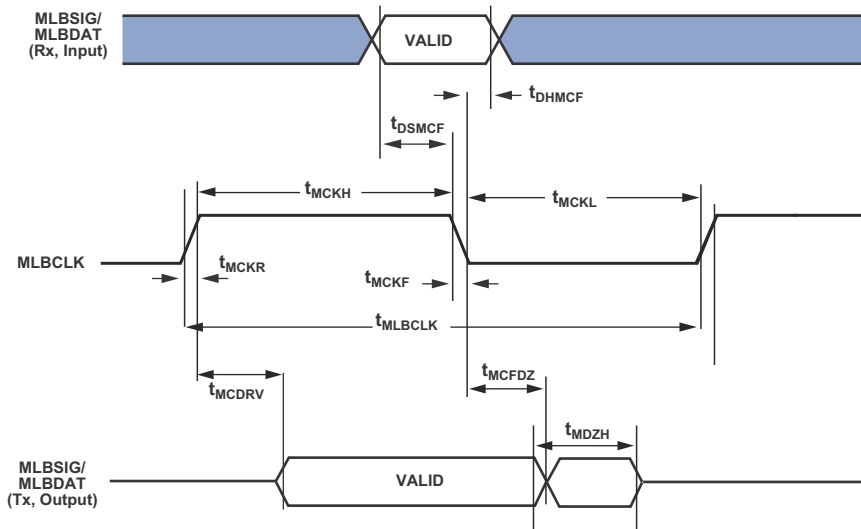 MLBSIG/
MLBDAT
(Rx, Input)
VALID
tDHMCF
tDSMCF
tMCKH
tMCKL
MLBCLK
tMCKR
tMCKF
tMLBCLK
tMCDRV
tMCFDZ
tMDZH
MLBSIG/
MLBDAT
(Tx, Output)
VALID